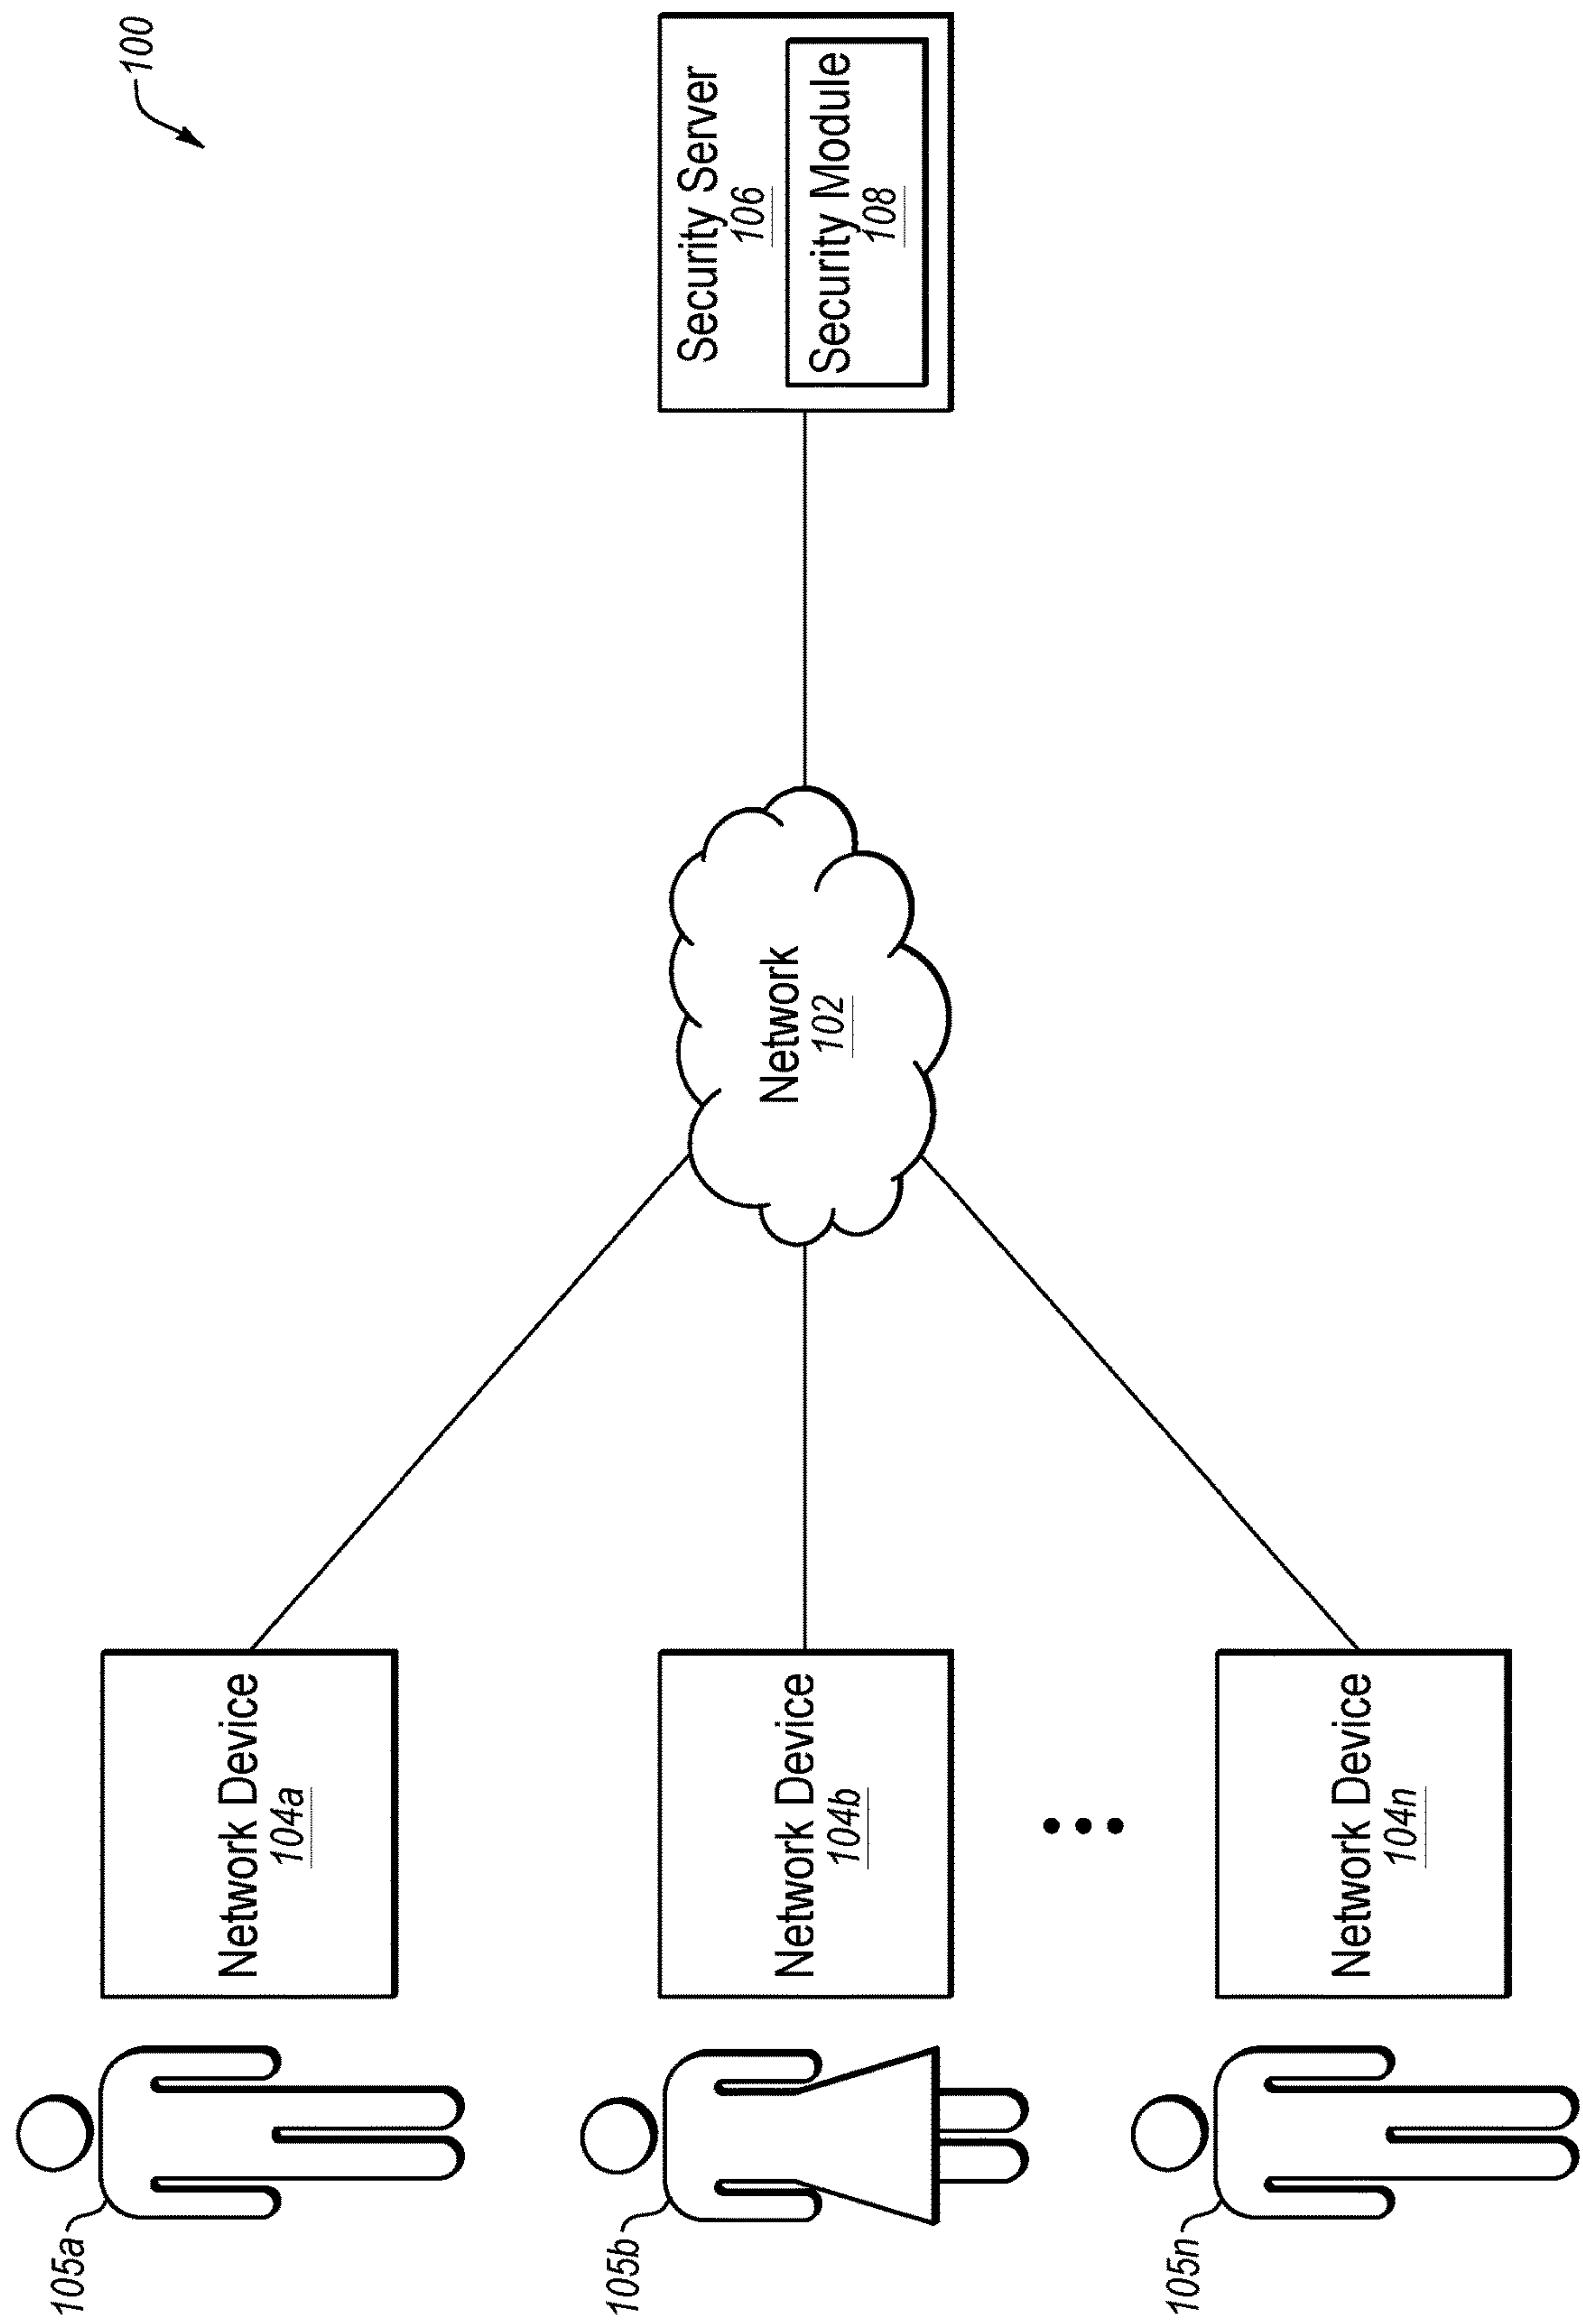 100
Network Device
104a
105a
Network Device
104b
105b
Network
102
Security Server
106
Security Module
108
Network Device
104n
105n